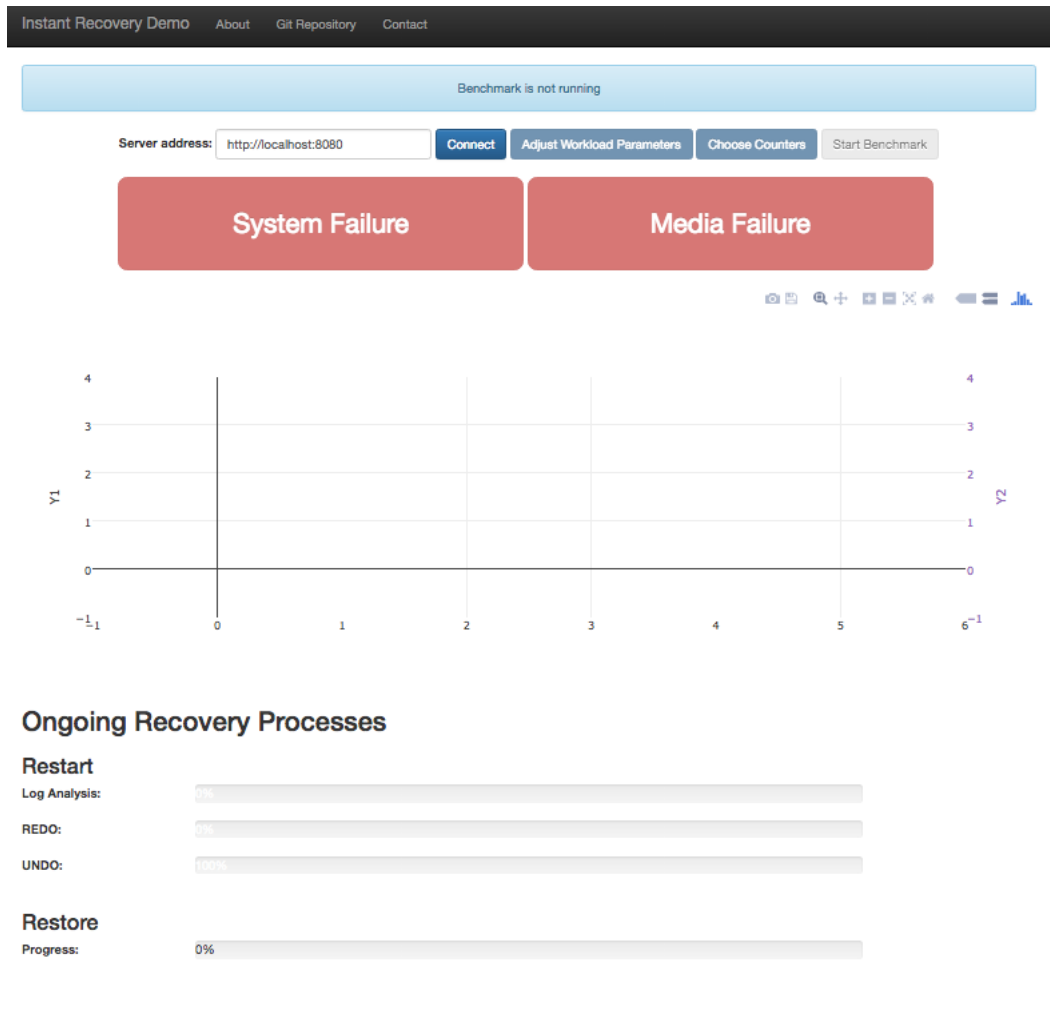 Instant Recovery Demo About Git Repository Contact
Benchmark is not running
Server address: http://localhost:8080 Connect Adjust Workload Parameters Choose Counters Start Benchmark
System Failure Media Failure
4 4
3 3
2 2
Y1 Y2
1 1
0 0
−1 −1
−1 0 1 2 3 4 5 6
Ongoing Recovery Processes
Restart
Log Analysis: 0%
REDO: 0%
UNDO: 100%
Restore
Progress: 0%